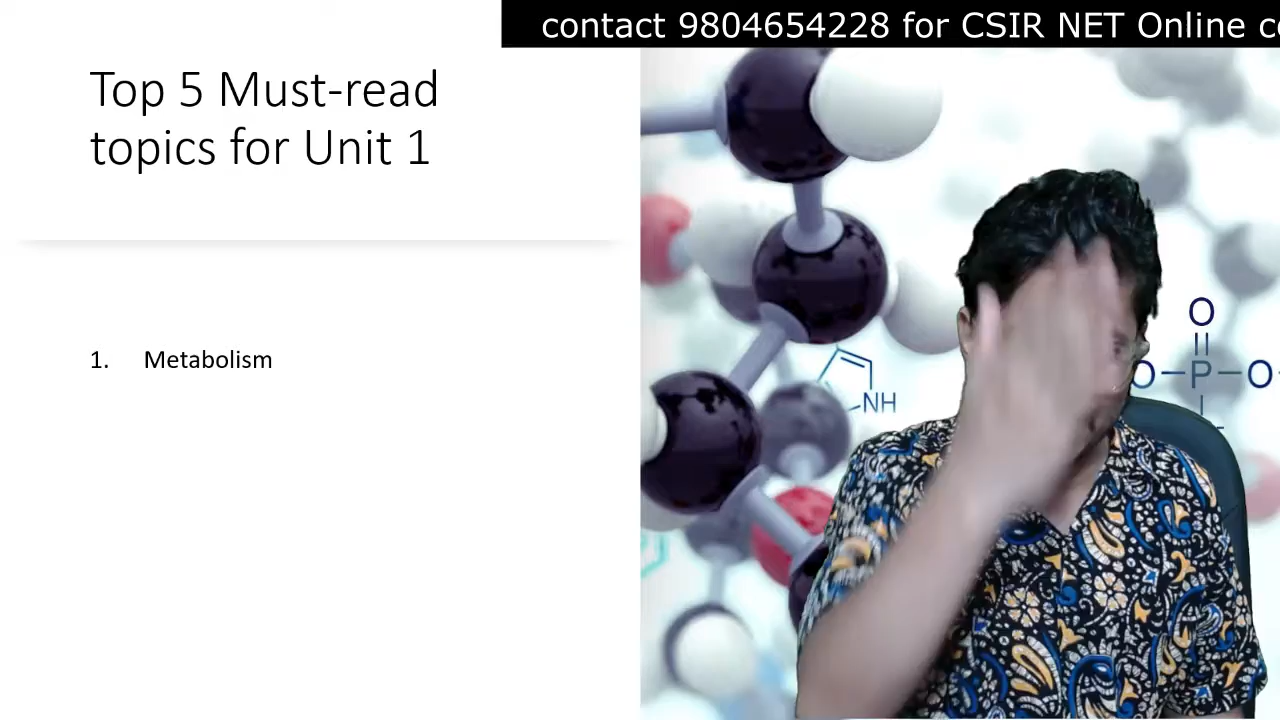 contact 9804654228 for CSIR NET Online
Top 5 Must-read
topics for Unit 1
1. Metabolism
NH
O
O
P
O